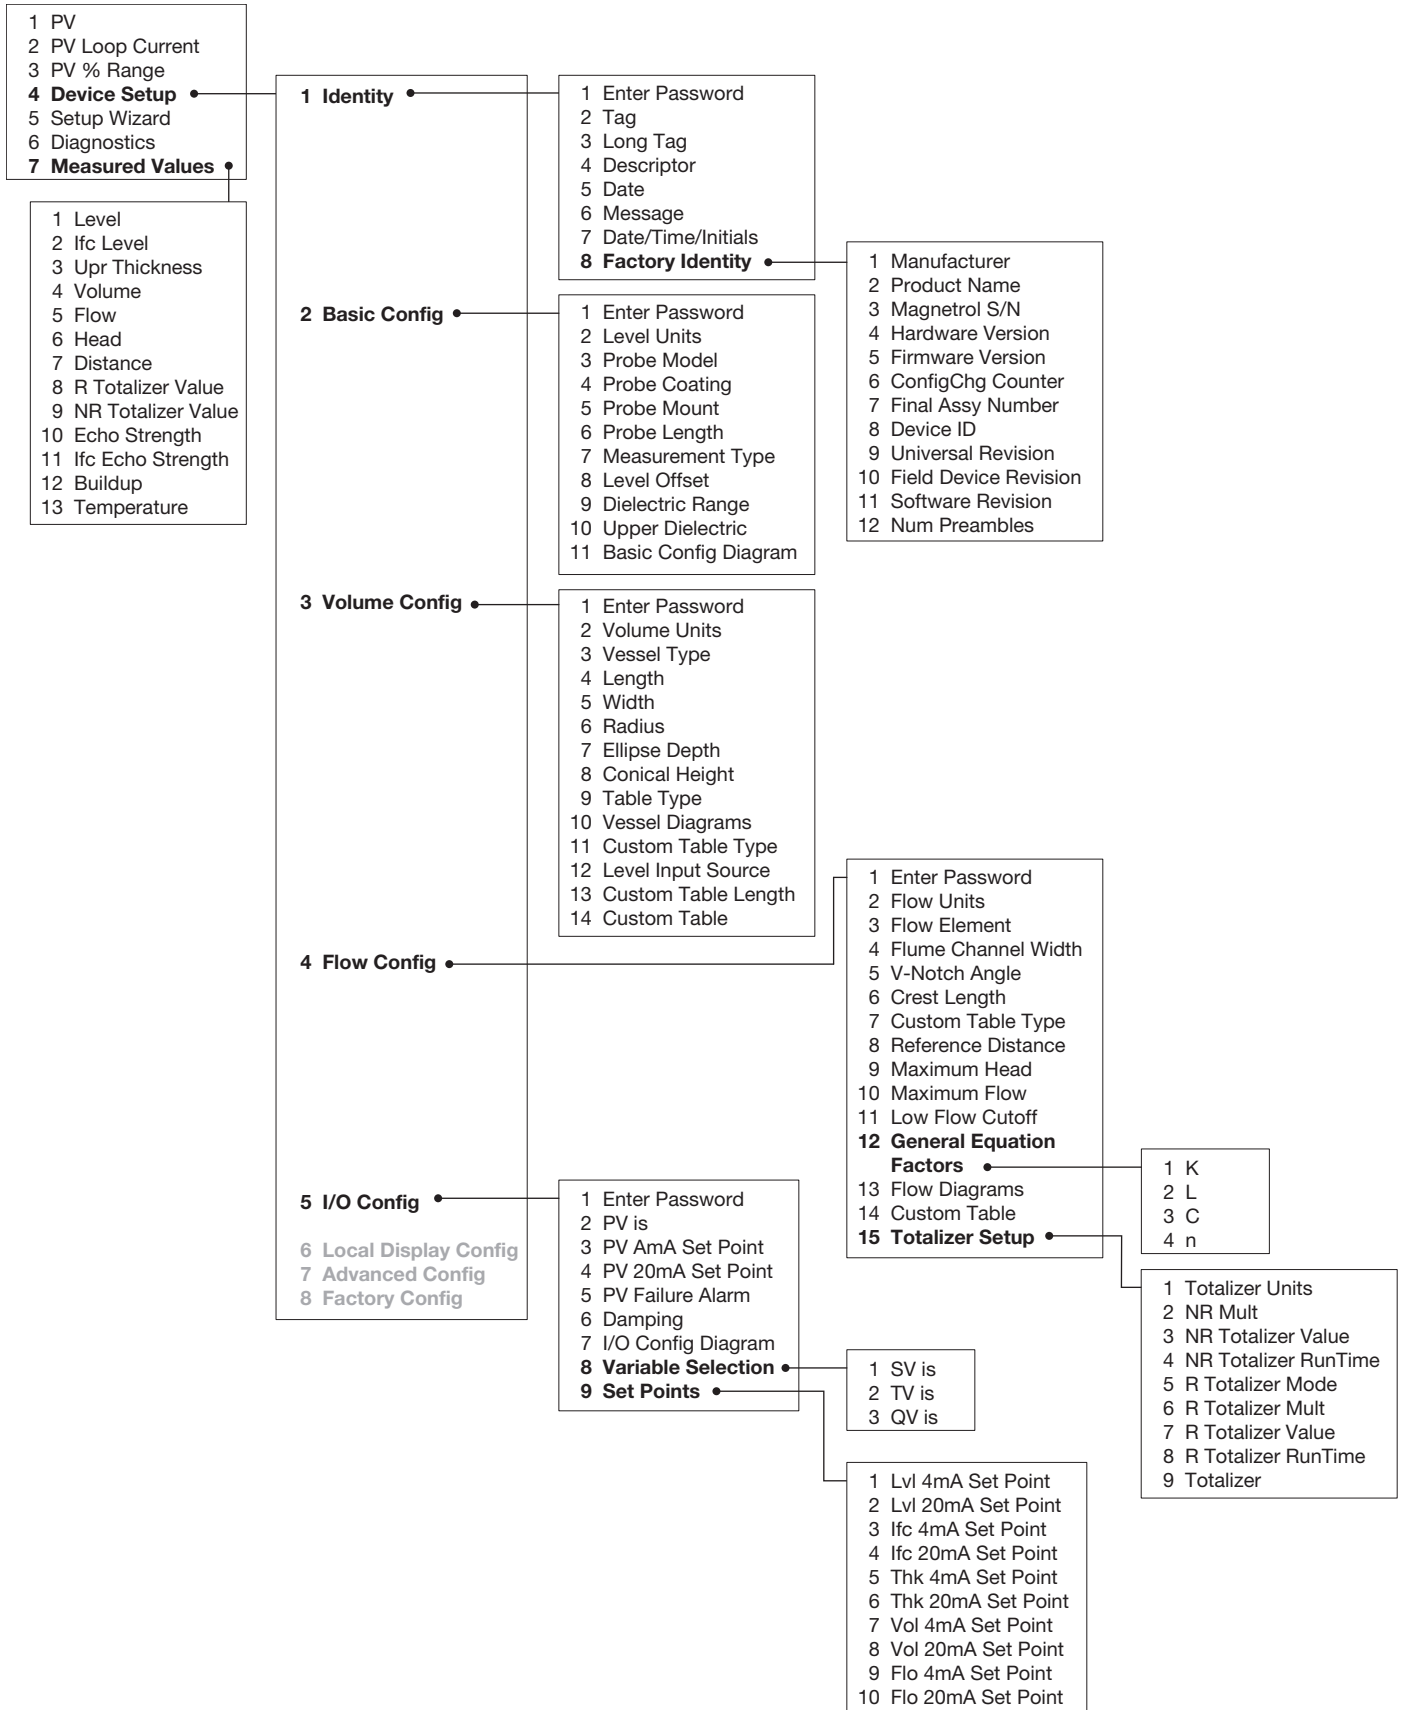 1 PV
2 PV Loop Current
3 PV % Range
4 Device Setup
5 Setup Wizard
6 Diagnostics
7 Measured Values
1 Level
2 Ifc Level
3 Upr Thickness
4 Volume
5 Flow
6 Head
7 Distance
8 R Totalizer Value
9 NR Totalizer Value
10 Echo Strength
11 Ifc Echo Strength
12 Buildup
13 Temperature
1 Identity
2 Basic Config
3 Volume Config
4 Flow Config
5 I/O Config
6 Local Display Config
7 Advanced Config
8 Factory Config
1 Enter Password
2 Tag
3 Long Tag
4 Descriptor
5 Date
6 Message
7 Date/Time/Initials
8 Factory Identity
1 Manufacturer
2 Product Name
3 Magnetrol S/N
4 Hardware Version
5 Firmware Version
6 ConfigChg Counter
7 Final Assy Number
8 Device ID
9 Universal Revision
10 Field Device Revision
11 Software Revision
12 Num Preambles
1 Enter Password
2 Level Units
3 Probe Model
4 Probe Coating
5 Probe Mount
6 Probe Length
7 Measurement Type
8 Level Offset
9 Dielectric Range
10 Upper Dielectric
11 Basic Config Diagram
1 Enter Password
2 Volume Units
3 Vessel Type
4 Length
5 Width
6 Radius
7 Ellipse Depth
8 Conical Height
9 Table Type
10 Vessel Diagrams
11 Custom Table Type
12 Level Input Source
13 Custom Table Length
14 Custom Table
1 Enter Password
2 Flow Units
3 Flow Element
4 Flume Channel Width
5 V-Notch Angle
6 Crest Length
7 Custom Table Type
8 Reference Distance
9 Maximum Head
10 Maximum Flow
11 Low Flow Cutoff
12 General Equation
Factors
13 Flow Diagrams
14 Custom Table
15 Totalizer Setup
1 K
2 L
3 C
4 n
1 Totalizer Units
2 NR Mult
3 NR Totalizer Value
4 NR Totalizer RunTime
5 R Totalizer Mode
6 R Totalizer Mult
7 R Totalizer Value
8 R Totalizer RunTime
9 Totalizer
1 Enter Password
2 PV is
3 PV AmA Set Point
4 PV 20mA Set Point
5 PV Failure Alarm
6 Damping
7 I/O Config Diagram
8 Variable Selection
9 Set Points
1 SV is
2 TV is
3 QV is
1 Lvl 4mA Set Point
2 Lvl 20mA Set Point
3 Ifc 4mA Set Point
4 Ifc 20mA Set Point
5 Thk 4mA Set Point
6 Thk 20mA Set Point
7 Vol 4mA Set Point
8 Vol 20mA Set Point
9 Flo 4mA Set Point
10 Flo 20mA Set Point